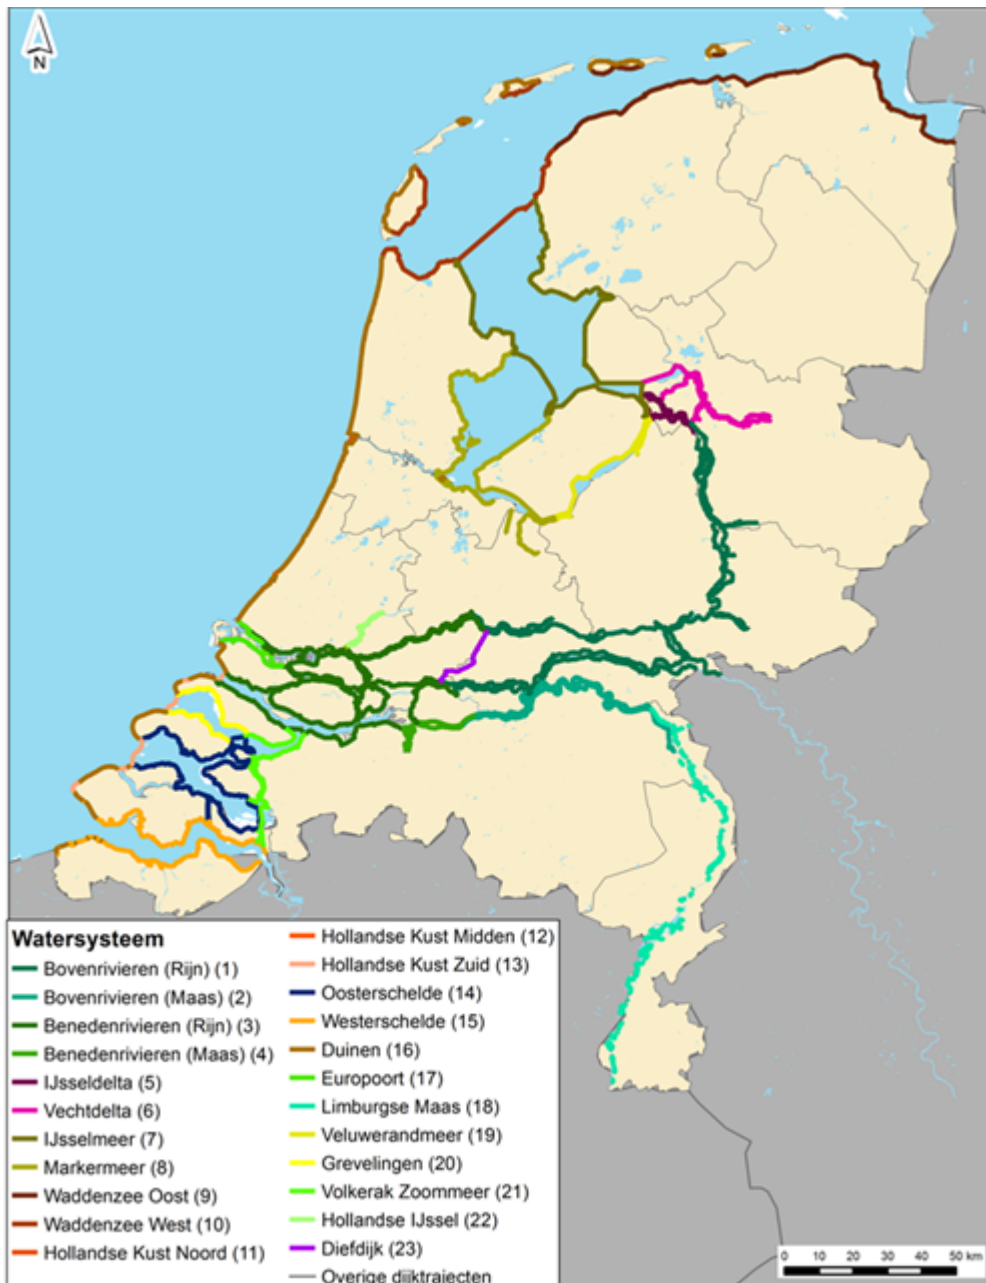 N
Watersysteem
Bovenrivieren (Rijn) (1)
Bovenrivieren (Maas) (2)
Benedenrivieren (Rijn) (3)
Benedenrivieren (Maas) (4)
IJsseldelta (5)
Vechtdelta (6)
IJsselmeer (7)
Markermeer (8)
Waddenzee Oost (9)
Waddenzee West (10)
Hollandse Kust Noord (11)
Hollandse Kust Midden (12)
Hollandse Kust Zuid (13)
Oosterschelde (14)
Westerschelde (15)
Duinen (16)
Europoort (17)
Limburgse Maas (18)
Veluwerandmeer (19)
Grevelingen (20)
Volkerak Zoommeer (21)
Hollandse IJssel (22)
Diefdijk (23)
Overige dijktrajecten
0 10 20 30 40 50 km